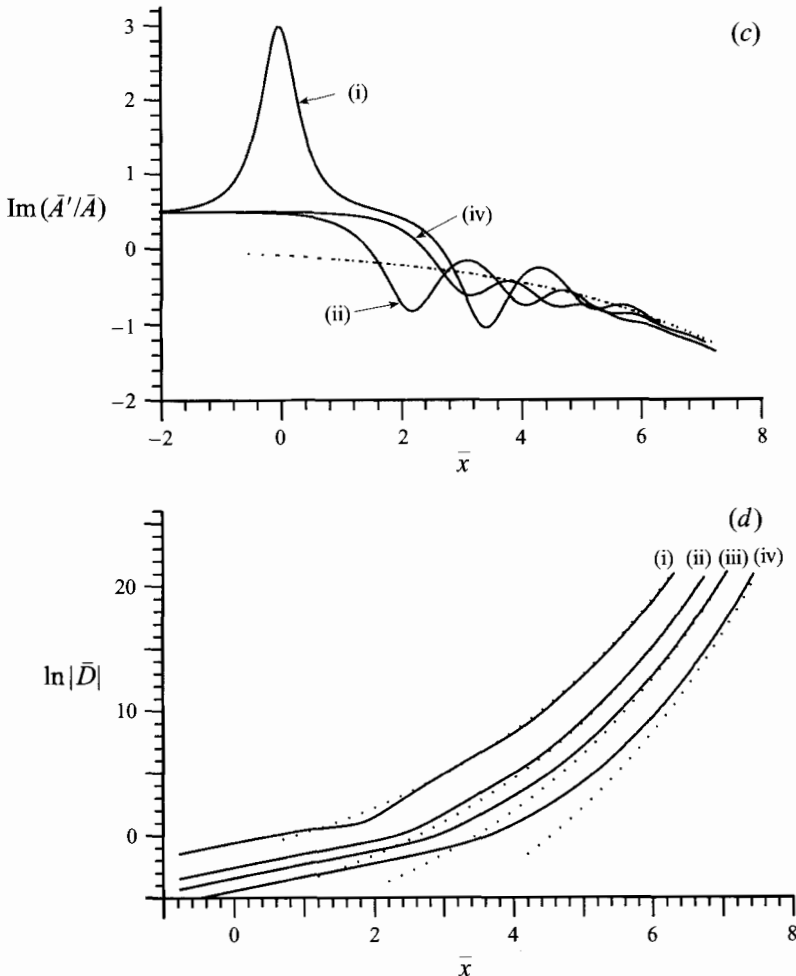 (c)
3
2
1
0
−1
−2
Im (Ā′/Ā)
(i)
(iv)
(ii)
−2 0 2 4 6 8
x̄
(d)
(i) (ii) (iii) (iv)
20
10
0
ln|D̄|
0 2 4 6 8
x̄